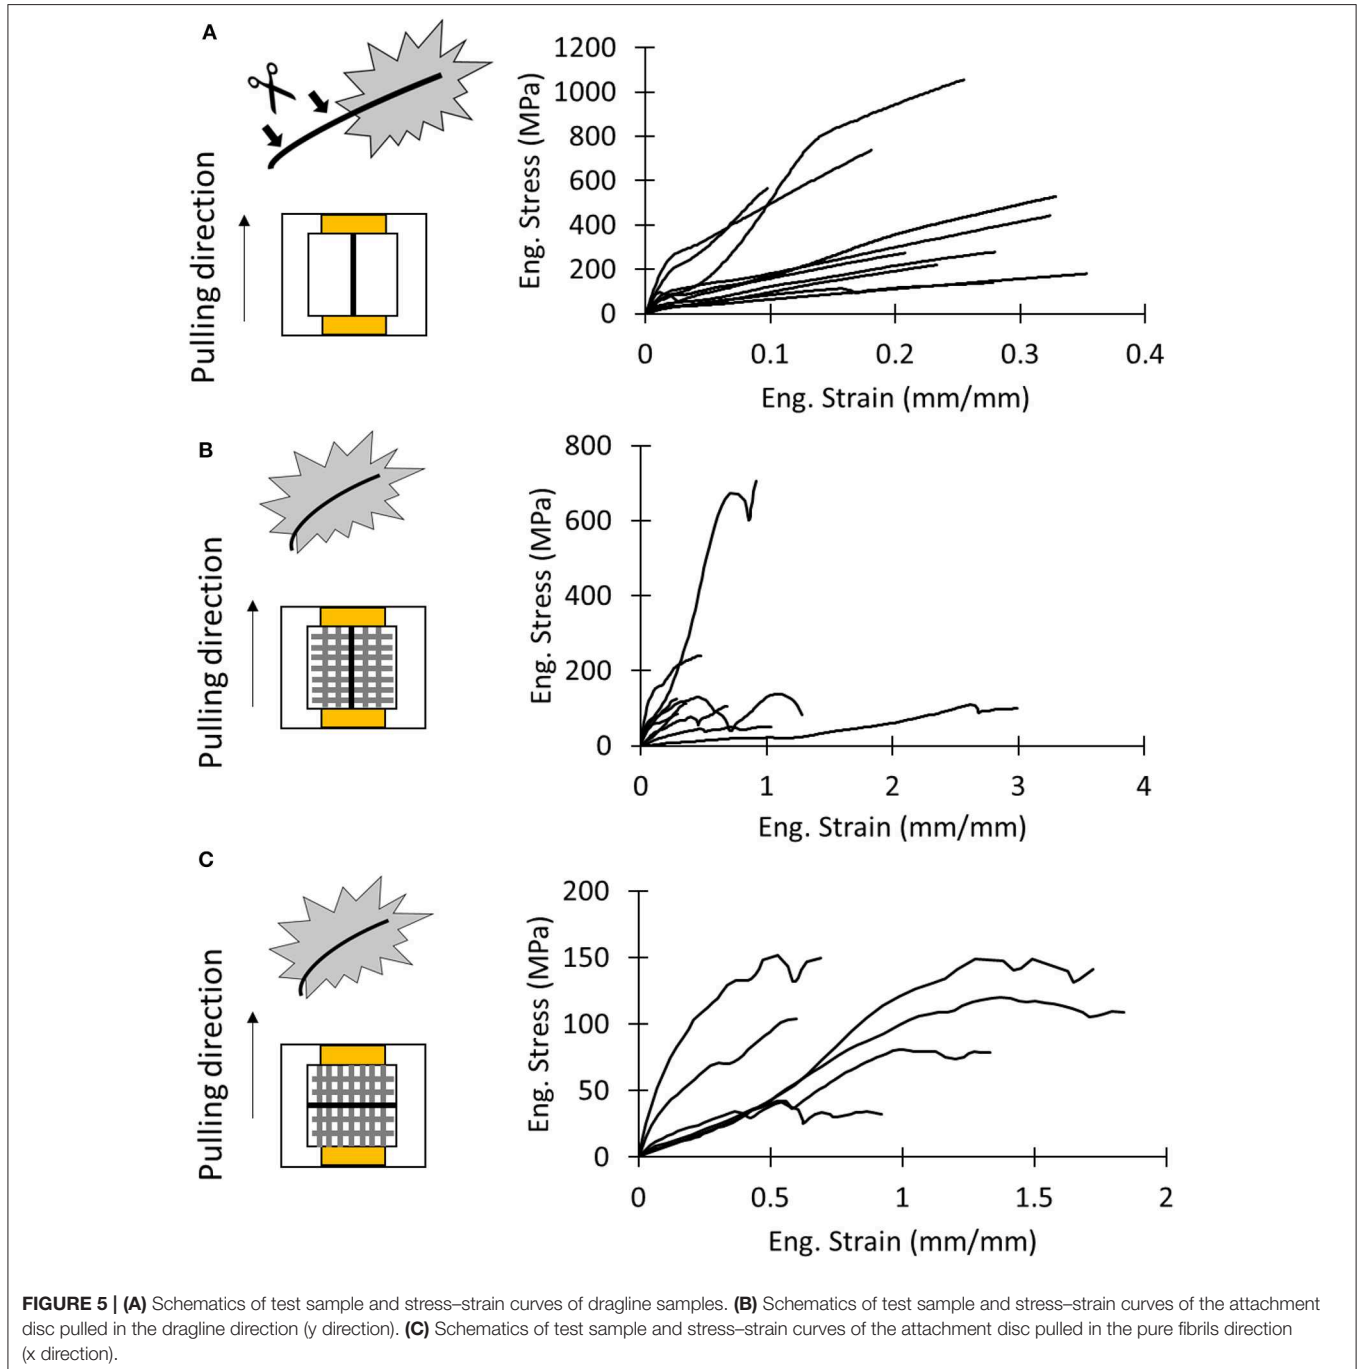 A
Pulling direction
Eng. Stress (MPa)
1200
1000
800
600
400
200
0
0 0.1 0.2 0.3 0.4
Eng. Strain (mm/mm)
B
Pulling direction
Eng. Stress (MPa)
800
600
400
200
0
0 1 2 3 4
Eng. Strain (mm/mm)
C
Pulling direction
Eng. Stress (MPa)
200
150
100
50
0
0 0.5 1 1.5 2
Eng. Strain (mm/mm)
FIGURE 5 | (A) Schematics of test sample and stress–strain curves of dragline samples. (B) Schematics of test sample and stress–strain curves of the attachment
disc pulled in the dragline direction (y direction). (C) Schematics of test sample and stress–strain curves of the attachment disc pulled in the pure fibrils direction
(x direction).